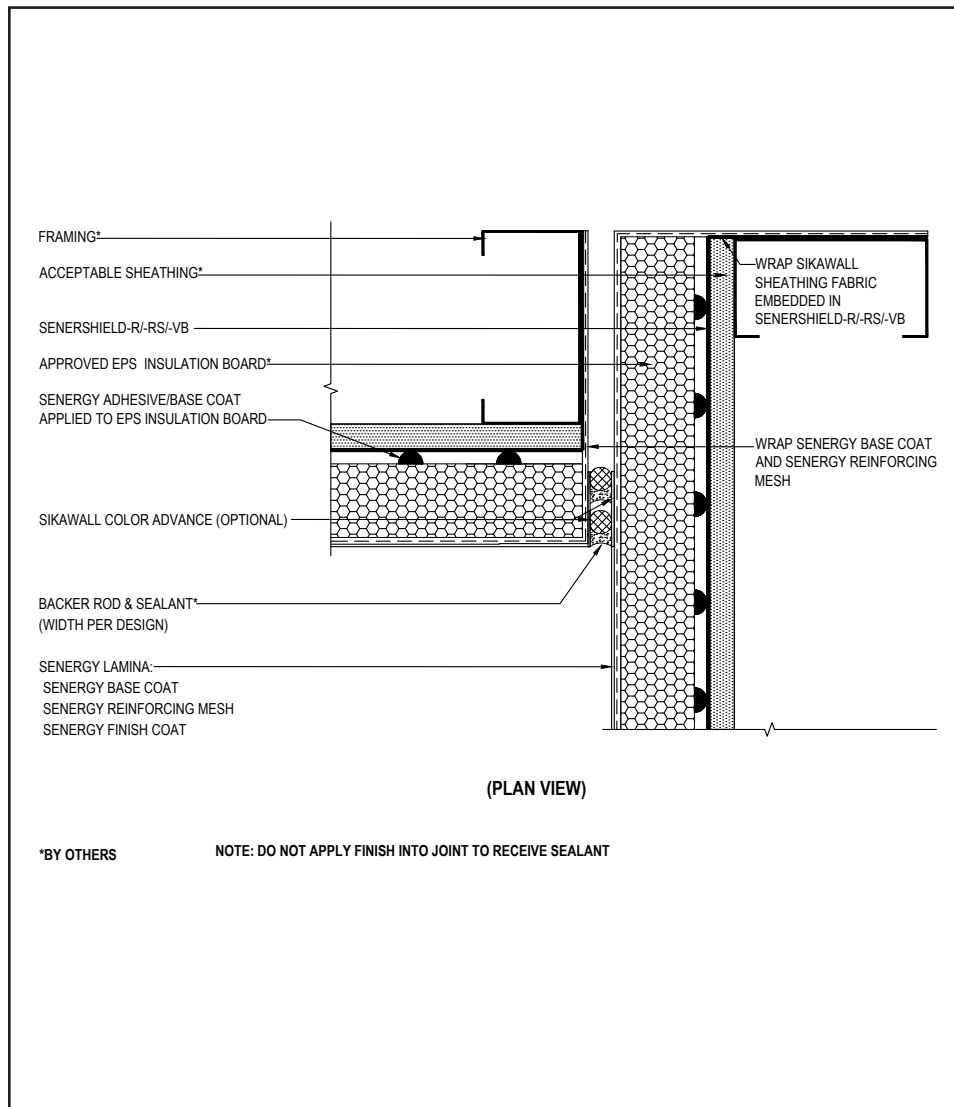 FRAMING*
ACCEPTABLE SHEATHING*
SENERSHIELD-R/-RS/-VB
APPROVED EPS INSULATION BOARD*
SENERGY ADHESIVE/BASE COAT
APPLIED TO EPS INSULATION BOARD
SIKAWALL COLOR ADVANCE (OPTIONAL)
BACKER ROD & SEALANT*
(WIDTH PER DESIGN)
SENERGY LAMINA:
SENERGY BASE COAT
SENERGY REINFORCING MESH
SENERGY FINISH COAT
WRAP SIKAWALL
SHEATHING FABRIC
EMBEDDED IN
SENERSHIELD-R/-RS/-VB
WRAP SENERGY BASE COAT
AND SENERGY REINFORCING
MESH
(PLAN VIEW)
*BY OTHERS
NOTE: DO NOT APPLY FINISH INTO JOINT TO RECEIVE SEALANT